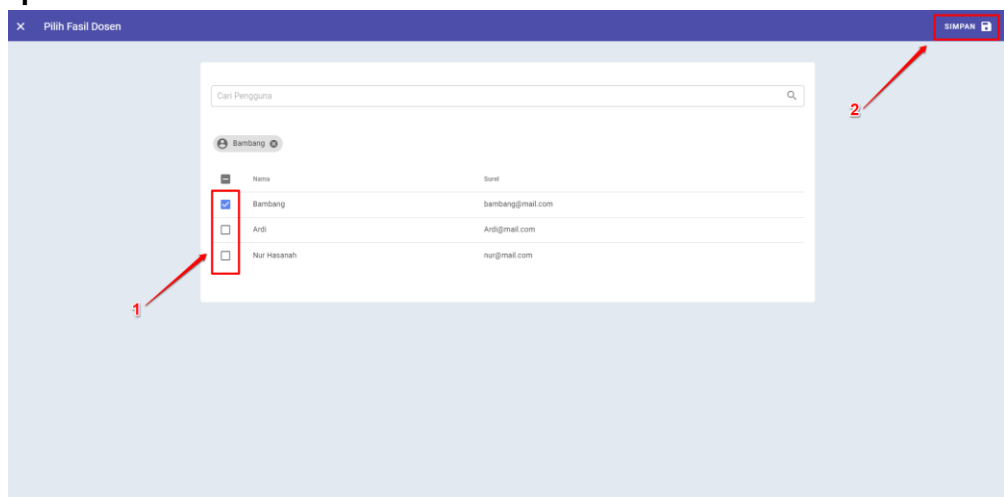 Pilih Fasil Dosen
SIMPAN
Cari Pengguna
2
Bambang
Nama Surel
Bambang bambang@mail.com
Ardi Ardi@mail.com
Nur Hasanah nur@mail.com
1